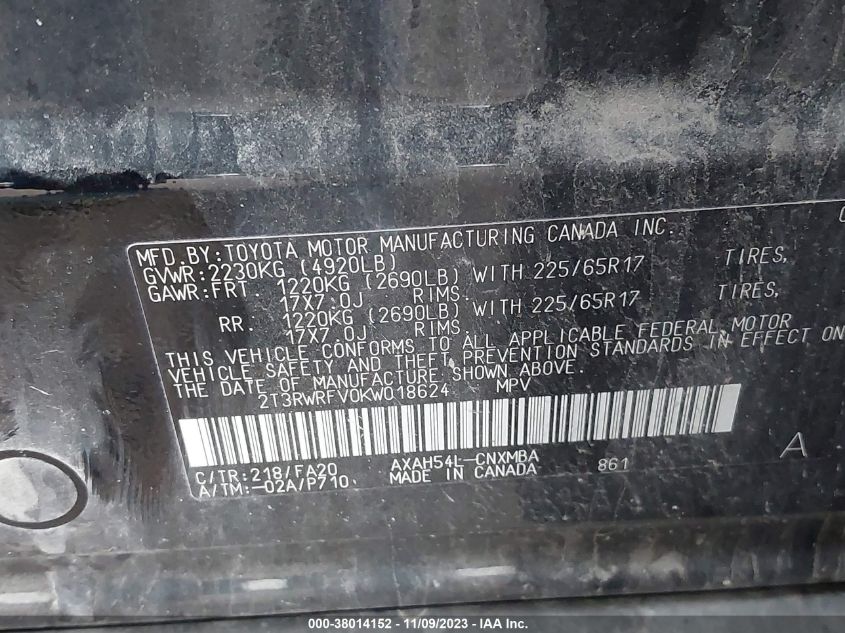 MFD.BY:TOYOTA MOTOR MANUFACTURING CANADA INC.
GVWR:2230KG (4920LB)
GAWR:FRT. 1220KG (2690LB) WITH 225/65R17 TIRES,
17X7.0J RIMS.
RR. 1220KG (2690LB) WITH 225/65R17 TIRES,
17X7.0J RIMS.
THIS VEHICLE CONFORMS TO ALL APPLICABLE FEDERAL MOTOR
VEHICLE SAFETY AND THEFT PREVENTION STANDARDS IN EFFECT ON
THE DATE OF MANUFACTURE SHOWN ABOVE.
2T3RWRFV0KW018624 MPV
C/TR:218/FA20 AXAH54L-CNXMBA 861 A
A/TM:-02A/P710 MADE IN CANADA
000-38014152 - 11/09/2023 - IAA Inc.